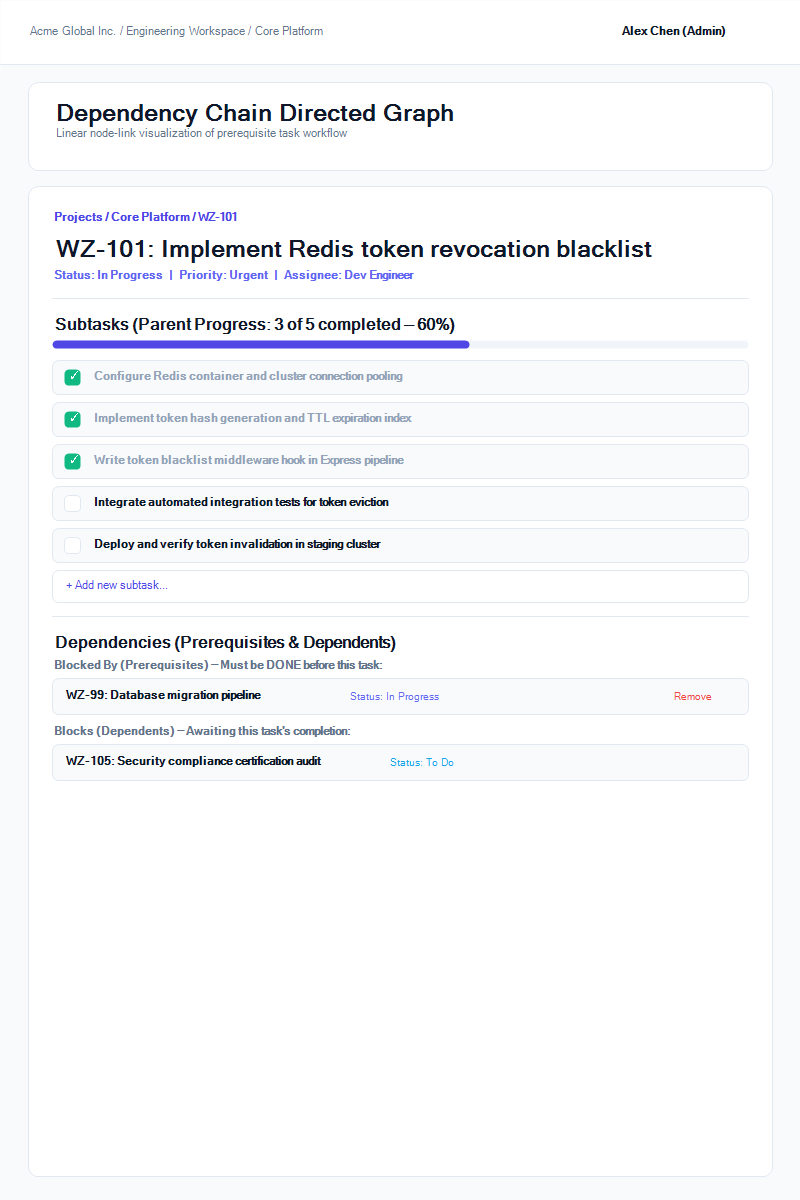 Acme Global Inc. / Engineering Workspace / Core Platform
Alex Chen (Admin)
Dependency Chain Directed Graph
Linear node-link visualization of prerequisite task workflow
Projects / Core Platform / WZ-101
WZ-101: Implement Redis token revocation blacklist
Status: In Progress | Priority: Urgent | Assignee: Dev Engineer
Subtasks (Parent Progress: 3 of 5 completed — 60%)
✓ Configure Redis container and cluster connection pooling
✓ Implement token hash generation and TTL expiration index
✓ Write token blacklist middleware hook in Express pipeline
Integrate automated integration tests for token eviction
Deploy and verify token invalidation in staging cluster
+ Add new subtask...
Dependencies (Prerequisites & Dependents)
Blocked By (Prerequisites) — Must be DONE before this task:
WZ-99: Database migration pipeline Status: In Progress Remove
Blocks (Dependents) — Awaiting this task's completion:
WZ-105: Security compliance certification audit Status: To Do